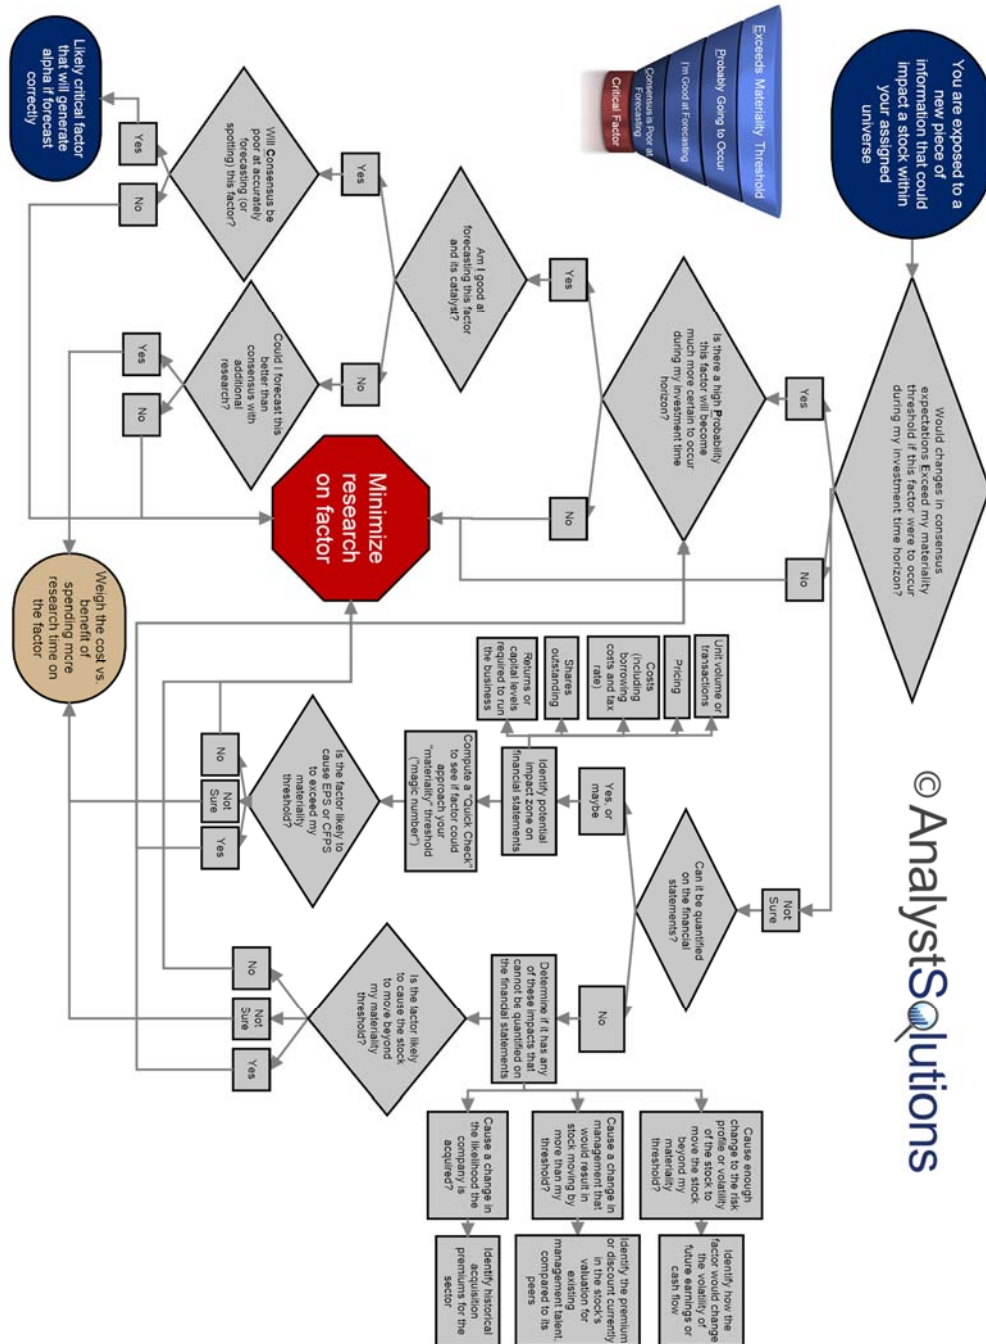 You are exposed to a
new piece of
information that could
impact a stock within
your assigned
universe
Exceeds Materiality Threshold
Probably Going to Occur
I'm Good at Forecasting
Consensus is Poor at
Forecasting
Critical Factor
© AnalystSolutions
Would changes in consensus
expectations Exceed my materiality
threshold if this factor were to occur
during my investment time horizon?
Yes
No
Not
Sure
Is there a high Probability
this factor will become
much more certain to occur
during my investment time
horizon?
Yes
No
Am I good at
forecasting this factor
and its catalyst?
Yes
No
Will Consensus be
poor at accurately
forecasting (or
spotting) this factor?
Yes
No
Could I forecast this
better than
consensus with
additional
research?
Yes
No
Likely critical factor
that will generate
alpha if forecast
correctly
Minimize
research
on factor
Weigh the cost vs.
benefit of
spending more
research time on
the factor
Can it be quantified
on the financial
statements?
Yes, or
maybe
No
Unit volume or
transactions
Pricing
Costs
(including
borrowing
costs and tax
rate)
Shares
outstanding
Returns or
capital levels
required to run
the business
Identify potential
impact zone on
financial statements
Compute a "Quick Check"
to see if factor could
approach your
"materiality" threshold
("magic number")
Is the factor likely to
cause EPS or CFPS
to exceed my
materiality
threshold?
No
Not
Sure
Yes
Determine if it has any
of these impacts that
cannot be quantified on
the financial statements
Is the factor likely
to cause the stock
to move beyond
my materiality
threshold?
No
Not
Sure
Yes
Cause enough
change to the risk
profile or volatility
of the stock to
move the stock
beyond my
materiality
threshold?
Identify how the
factor would change
the volatility of
future earnings or
cash flow
Cause a change in
management that
would result in
stock moving by
more than my
threshold?
Identify the premium
or discount currently
in the stock's
valuation for
existing
management talent,
compared to its
peers
Cause a change in
the likelihood the
company is
acquired?
Identify historical
acquisition
premiums for the
sector